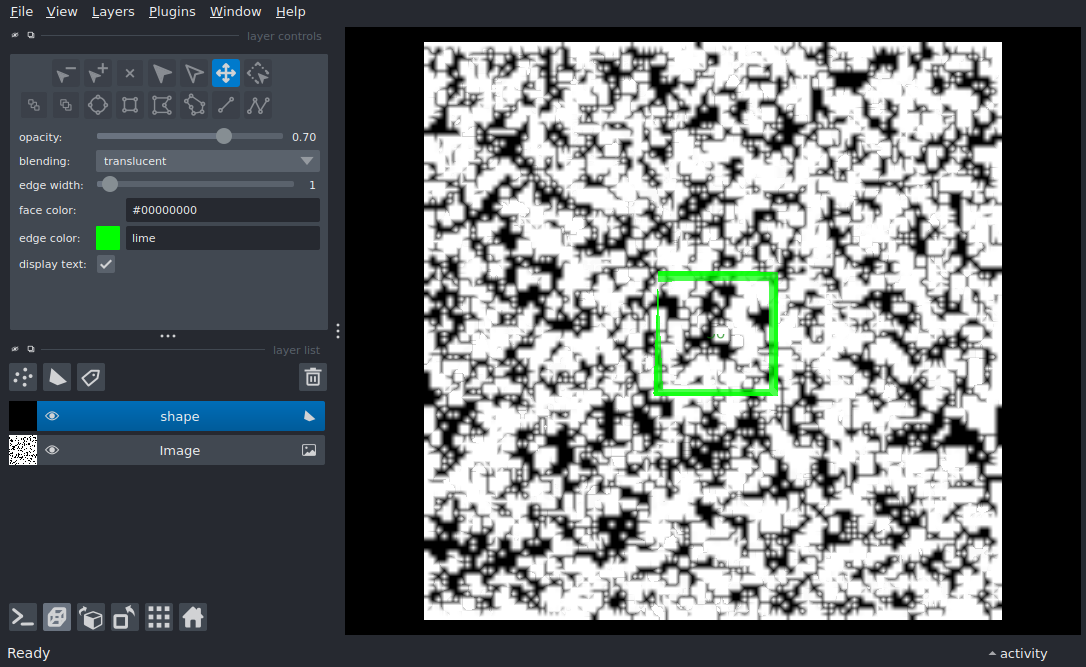 File View Layers Plugins Window Help
layer controls
opacity: 0.70
blending: translucent
edge width: 1
face color: #00000000
edge color: lime
display text:
layer list
shape
Image
Ready
activity